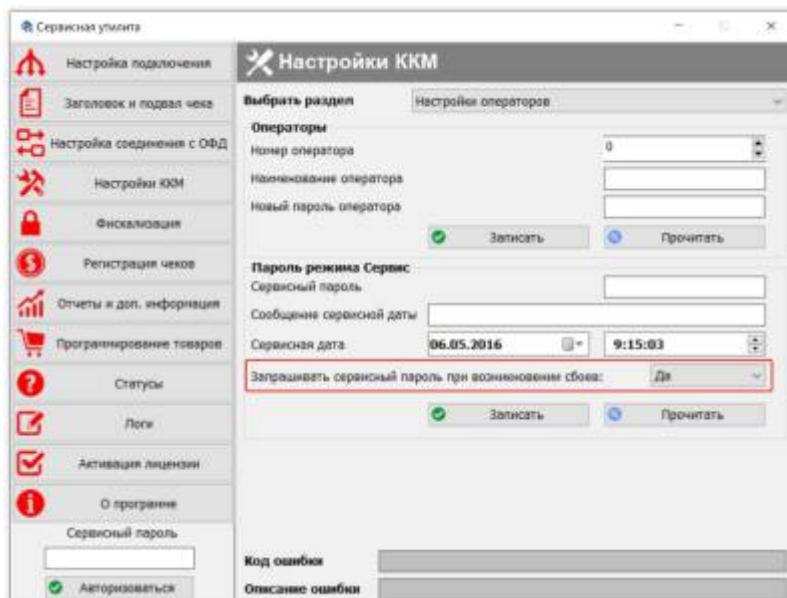 Сервисная утилита
Настройка подключения
Заголовок и подвал чека
Настройка соединения с ОФД
Настройки ККМ
Фискализация
Регистрация чеков
Отчеты и доп. информация
Программирование товаров
Статусы
Логи
Активация лицензии
О программе
Сервисный пароль
Авторизоваться
Настройки ККМ
Выбрать раздел Настройки операторов
Операторы
Номер оператора 0
Наименование оператора
Новый пароль оператора
Записать Прочитать
Пароль режима Сервис
Сервисный пароль
Сообщение сервисной даты
Сервисная дата 06.05.2016 9:15:03
Запрашивать сервисный пароль при возникновении сбоев: Да
Записать Прочитать
Код ошибки
Описание ошибки